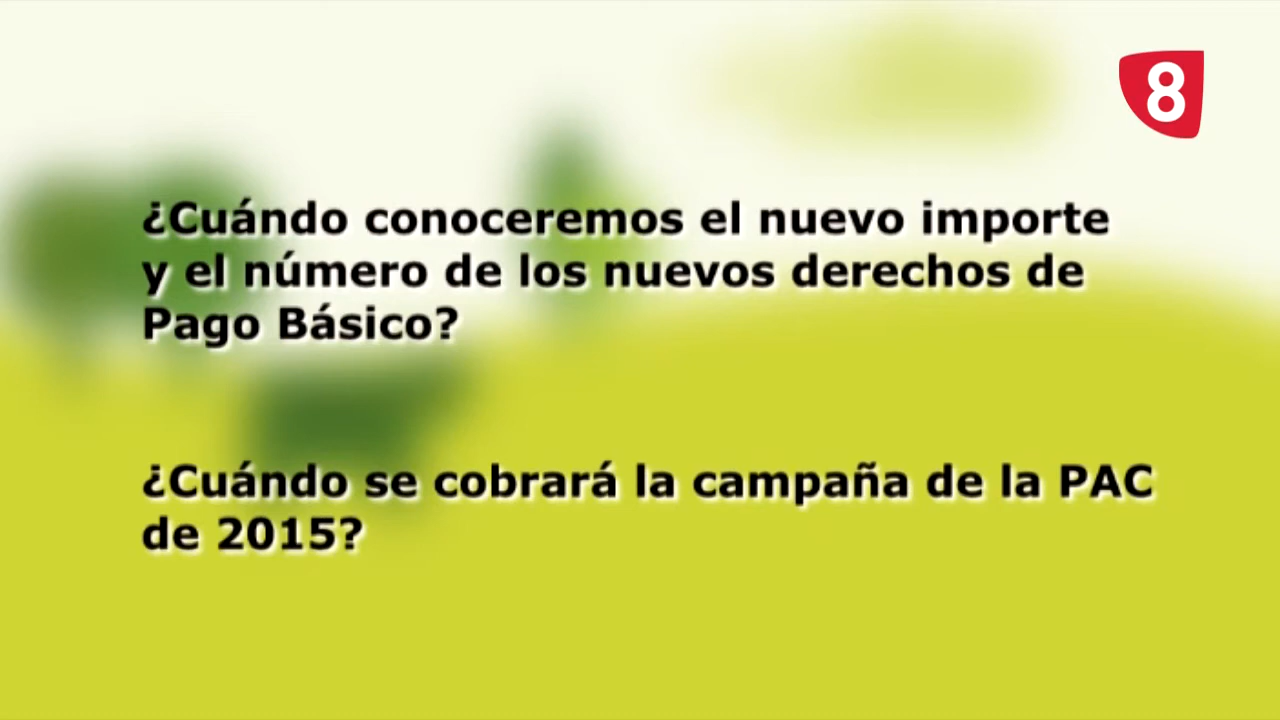 8
¿Cuándo conoceremos el nuevo importe
y el número de los nuevos derechos de
Pago Básico?
¿Cuándo se cobrará la campaña de la PAC
de 2015?